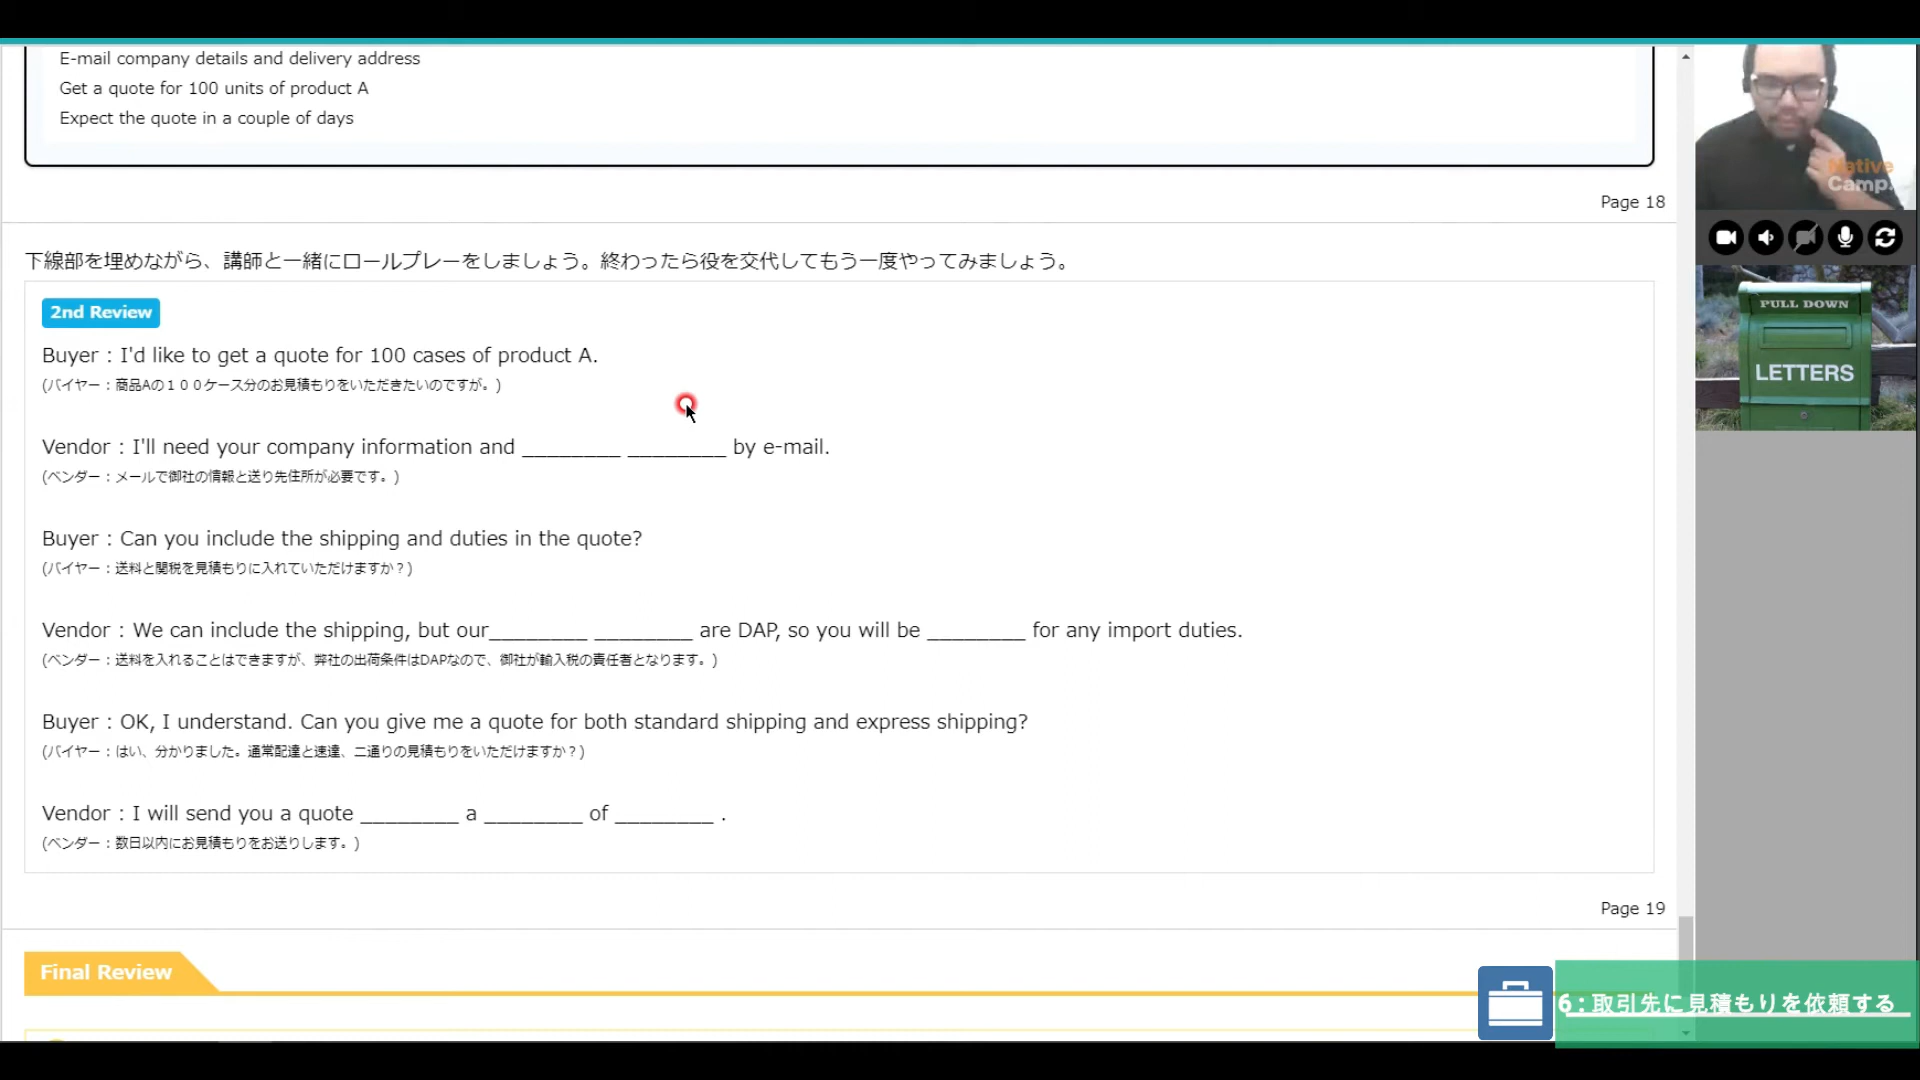 E-mail company details and delivery address
Get a quote for 100 units of product A
Expect the quote in a couple of days
Page 18
下線部を埋めながら、講師と一緒にロールプレーをしましょう。終わったら役を交代してもう一度やってみましょう。
2nd Review
Buyer : I'd like to get a quote for 100 cases of product A.
(バイヤー：商品Aの１００ケース分のお見積もりをいただきたいのですが。)
Vendor : I'll need your company information and ________ ________ by e-mail.
(ベンダー：メールで御社の情報と送り先住所が必要です。)
Buyer : Can you include the shipping and duties in the quote?
(バイヤー：送料と関税を見積もりに入れていただけますか？)
Vendor : We can include the shipping, but our________ ________ are DAP, so you will be ________ for any import duties.
(ベンダー：送料を入れることはできますが、弊社の出荷条件はDAPなので、御社が輸入税の責任者となります。)
Buyer : OK, I understand. Can you give me a quote for both standard shipping and express shipping?
(バイヤー：はい、分かりました。通常配達と速達、二通りの見積もりをいただけますか？)
Vendor : I will send you a quote ________ a ________ of ________ .
(ベンダー：数日以内にお見積もりをお送りします。)
Page 19
Final Review
Native
Camp.
PULL DOWN
LETTERS
6：取引先に見積もりを依頼する